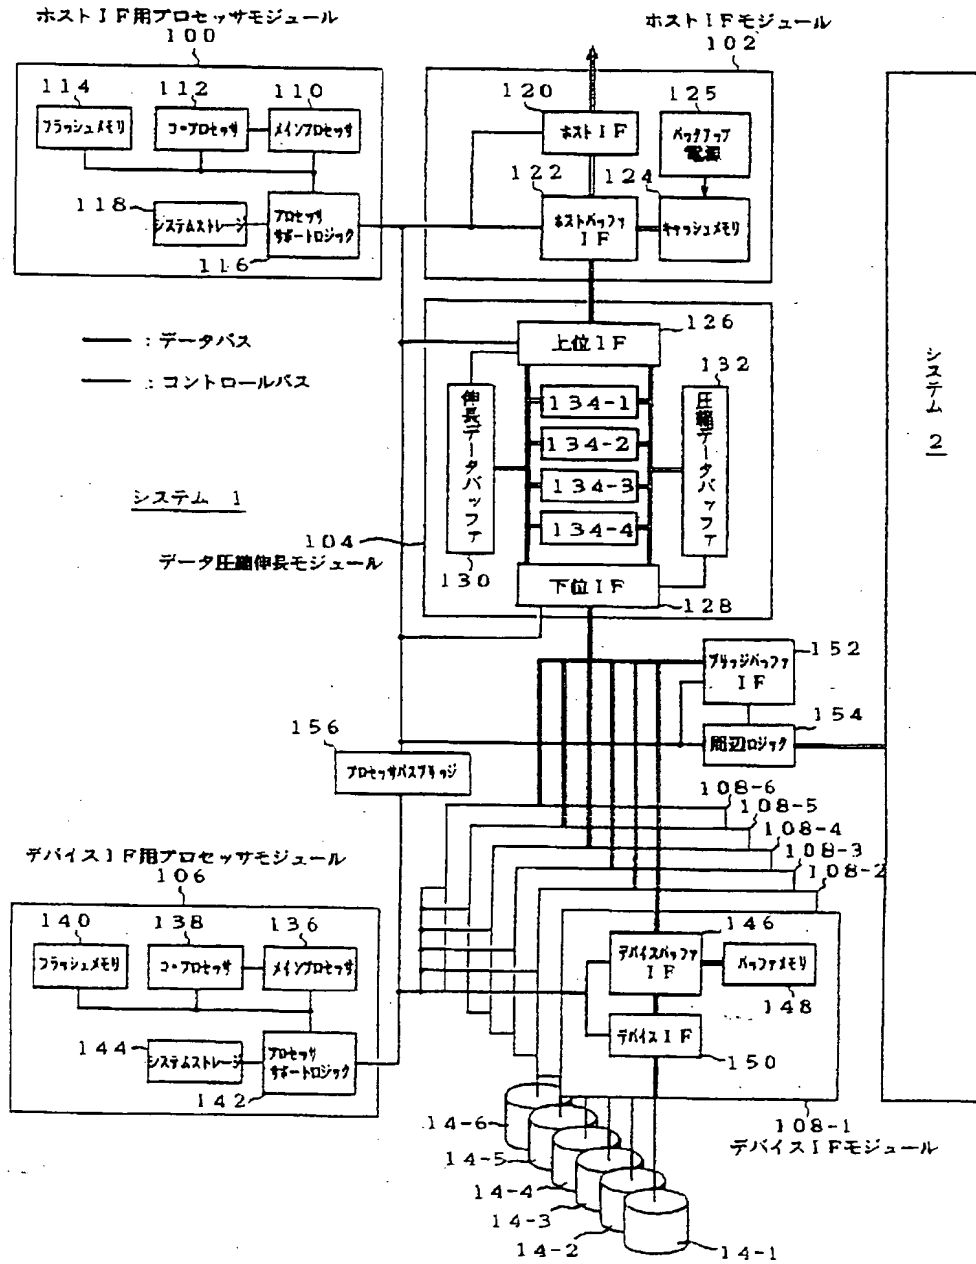 ホストIF用プロセッサモジュール
100
ホストIFモジュール
102
114
112
110
フラッシュメモリ
コ・プロセッサ
メインプロセッサ
118
システムストレージ
プロセッサ
サポートロジック
116
120
125
ホストIF
バックアップ
電源
122
124
ホストバッファ
IF
キャッシュメモリ
:データバス
:コントロールバス
システム 1
126
上位IF
132
伸長データバッファ
134-1
134-2
134-3
134-4
圧縮データバッファ
104
データ圧縮伸長モジュール
130
下位IF
128
システム 2
152
ブリッジバッファ
IF
154
周辺ロジック
156
プロセッサバスブリッジ
108-6
108-5
108-4
108-3
108-2
デバイスIF用プロセッサモジュール
106
140
138
136
フラッシュメモリ
コ・プロセッサ
メインプロセッサ
144
システムストレージ
プロセッサ
サポートロジック
142
146
デバイスバッファ
IF
バッファメモリ
148
デバイスIF
150
108-1
デバイスIFモジュール
14-6
14-5
14-4
14-3
14-2
14-1